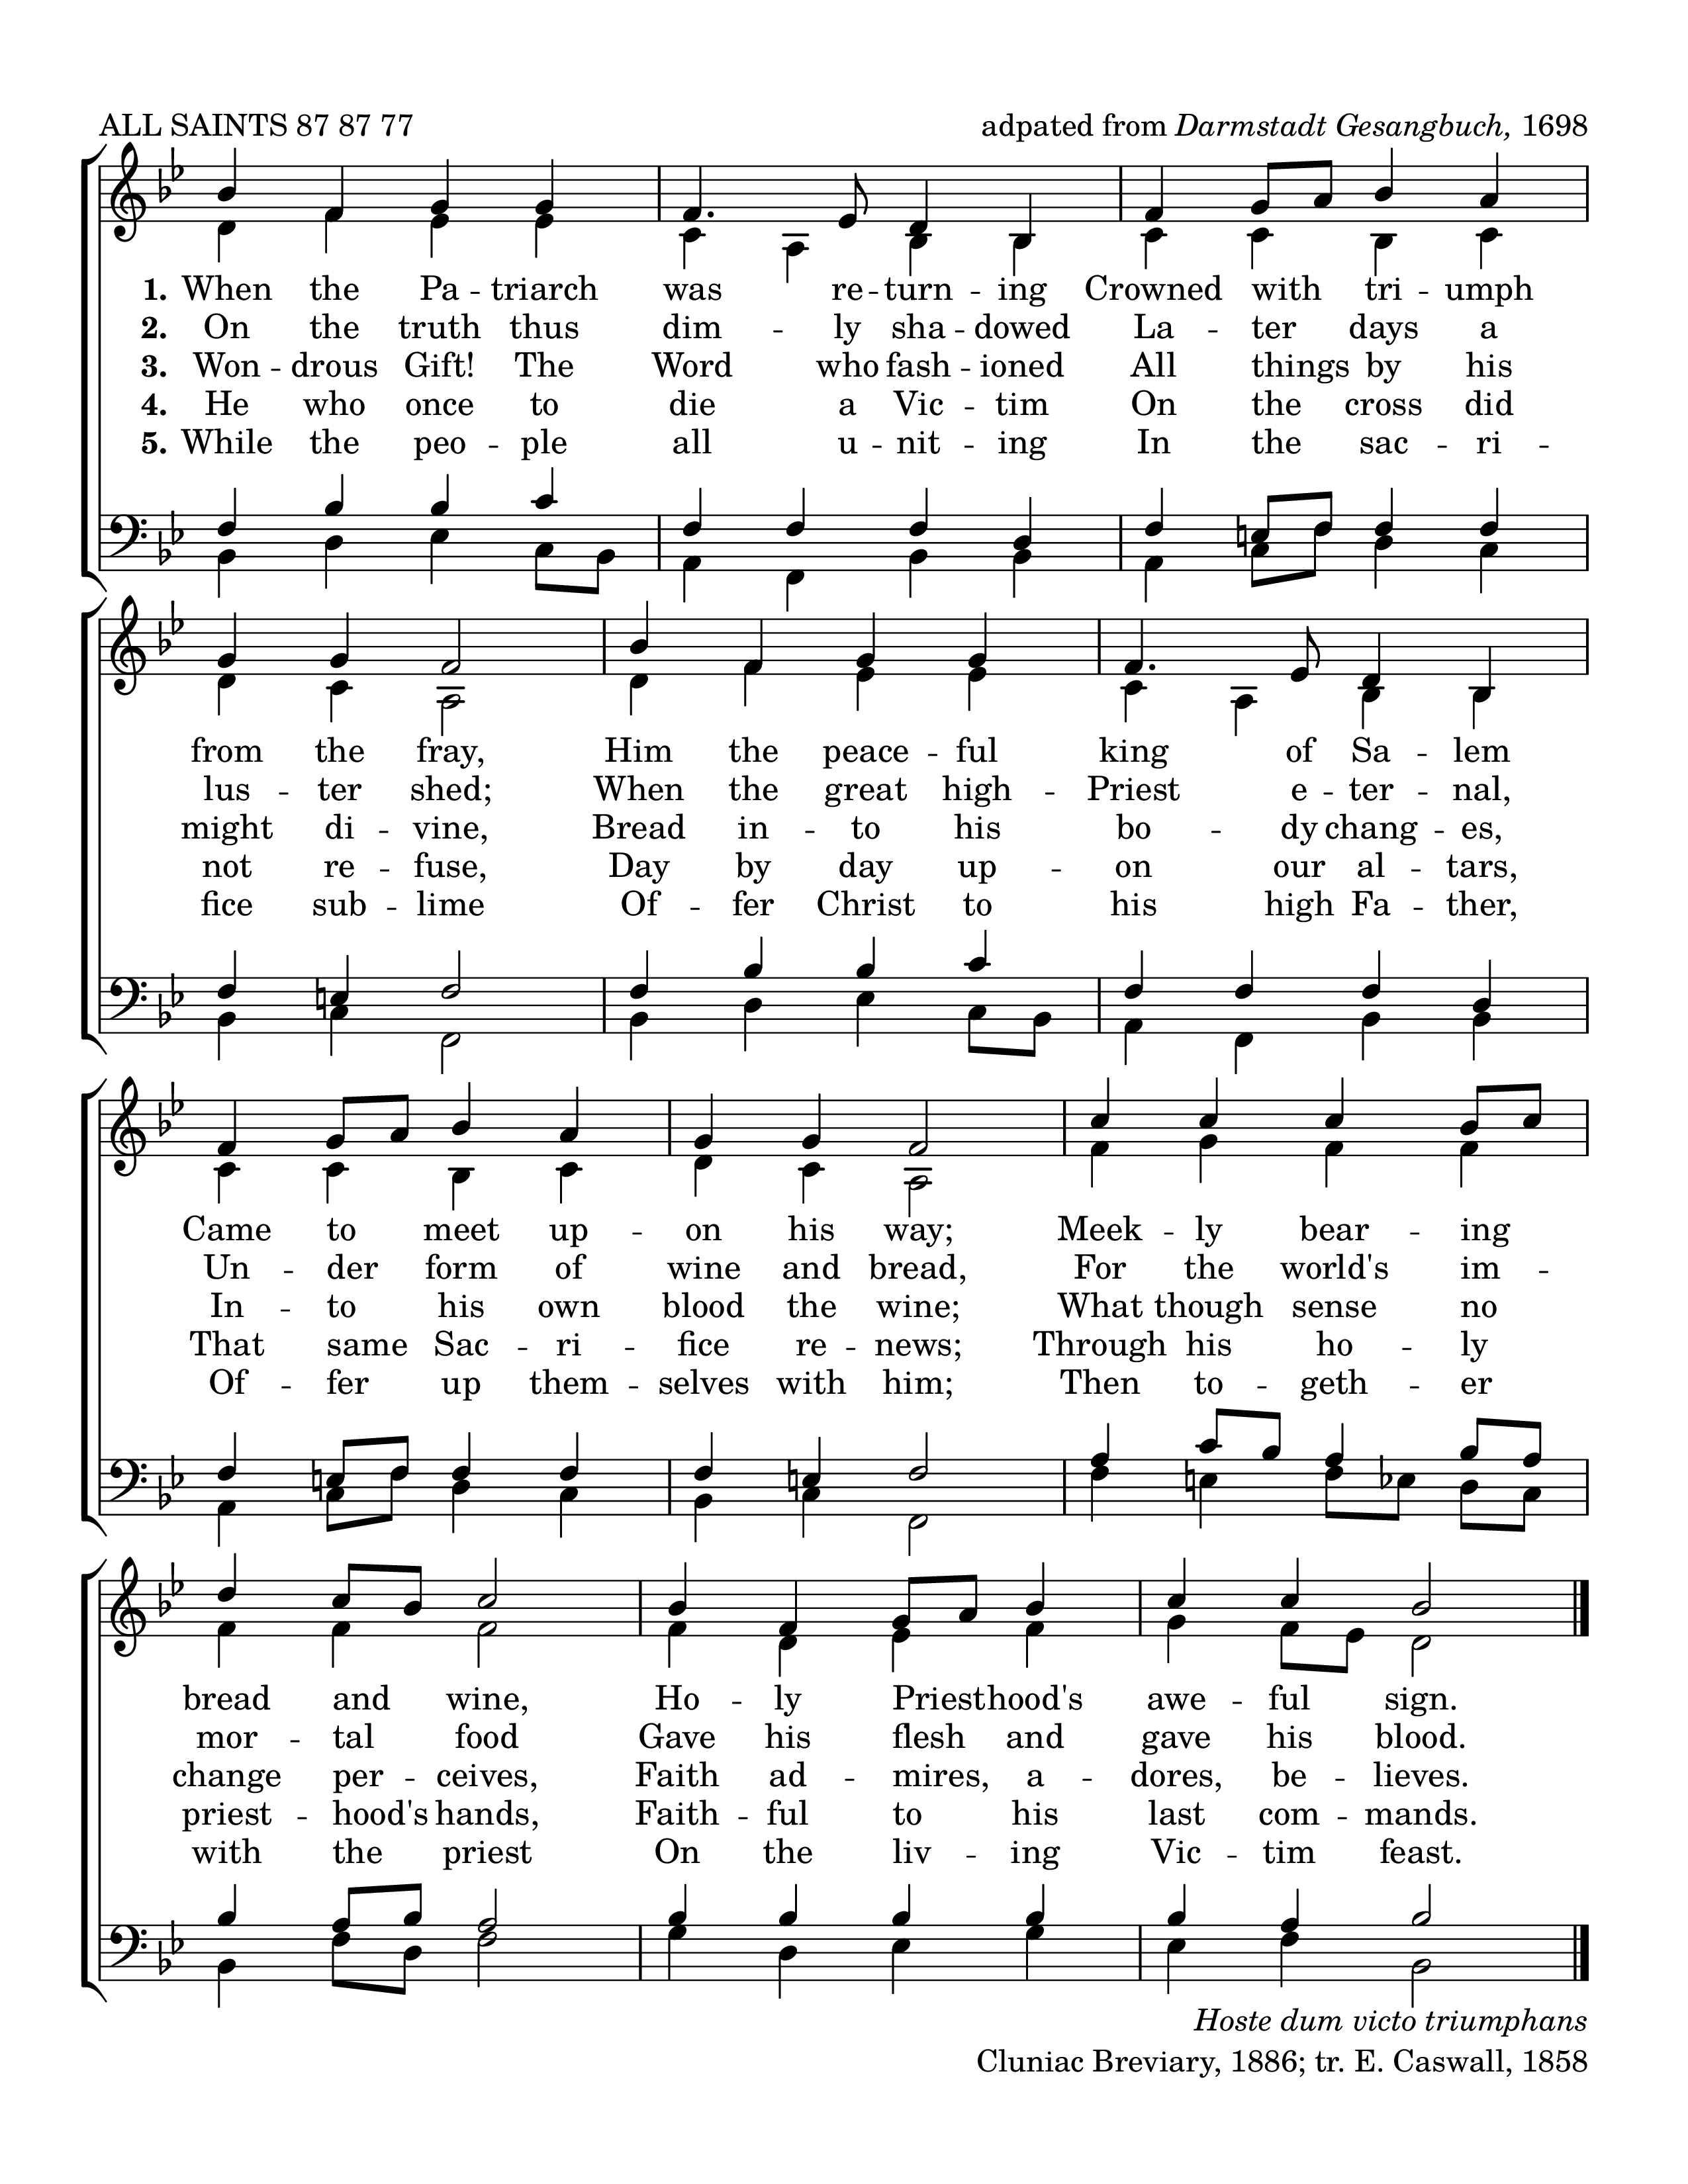 ALL SAINTS 87 87 77
adpated from Darmstadt Gesangbuch, 1698
1. When the Pa -- triarch was re -- turn -- ing Crowned with tri -- umph
2. On the truth thus dim -- ly sha -- dowed La -- ter days a
3. Won -- drous Gift! The Word who fash -- ioned All things by his
4. He who once to die a Vic -- tim On the cross did
5. While the peo -- ple all u -- nit -- ing In the sac -- ri --
from the fray, Him the peace -- ful king of Sa -- lem
lus -- ter shed; When the great high -- Priest e -- ter -- nal,
might di -- vine, Bread in -- to his bo -- dy chang -- es,
not re -- fuse, Day by day up -- on our al -- tars,
fice sub -- lime Of -- fer Christ to his high Fa -- ther,
Came to meet up -- on his way; Meek -- ly bear -- ing
Un -- der form of wine and bread, For the world's im --
In -- to his own blood the wine; What though sense no
That same Sac -- ri -- fice re -- news; Through his ho -- ly
Of -- fer up them -- selves with him; Then to -- geth -- er
bread and wine, Ho -- ly Priesthood's awe -- ful sign.
mor -- tal food Gave his flesh and gave his blood.
change per -- ceives, Faith ad -- mires, a -- dores, be -- lieves.
priest -- hood's hands, Faith -- ful to his last com -- mands.
with the priest On the liv -- ing Vic -- tim feast.
Hoste dum victo triumphans
Cluniac Breviary, 1886; tr. E. Caswall, 1858